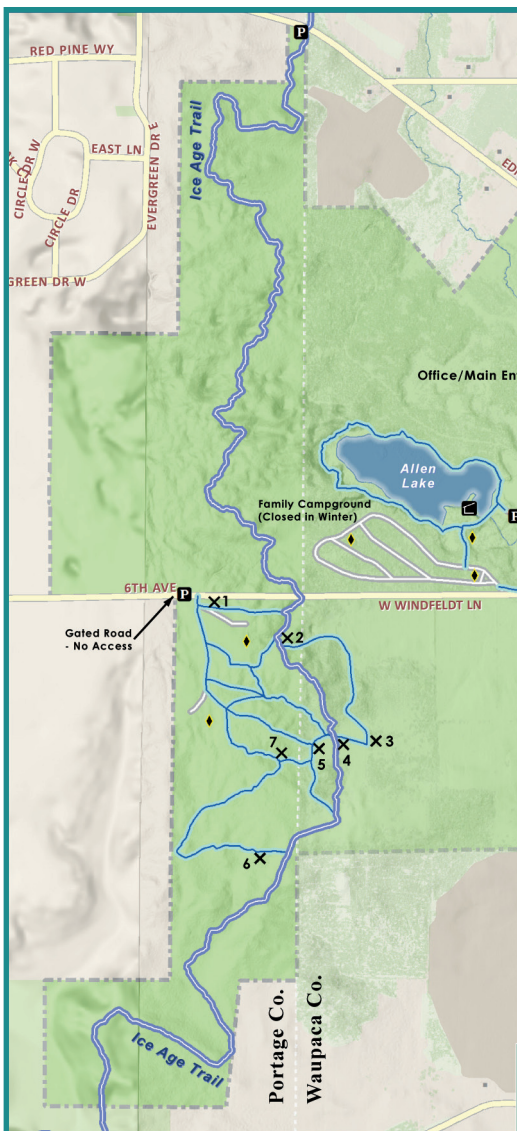 P
RED PINE WY
EAST LN
CIRCLE DR W
CIRCLE DR
EVERGREEN DR E
GREEN DR W
Ice Age Trail
Office/Main En
Allen
Lake
Family Campground
(Closed in Winter)
P
6TH AVE
P
W WINDFELDT LN
Gated Road
- No Access
1
2
3
4
5
7
6
Portage Co.
Waupaca Co.
Ice Age Trail